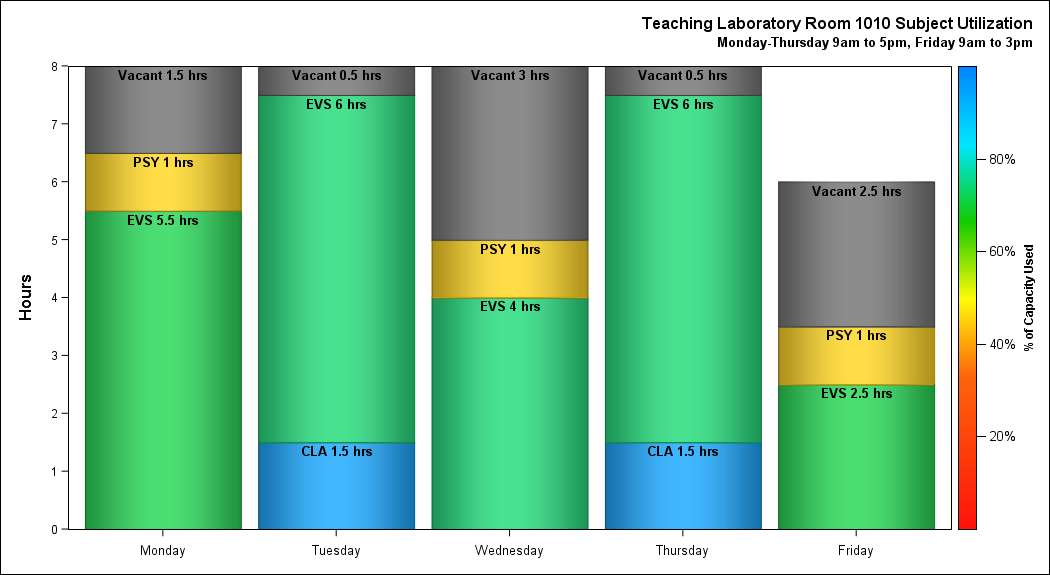 Teaching Laboratory Room 1010 Subject Utilization
Monday-Thursday 9am to 5pm, Friday 9am to 3pm
Hours
8
7
6
5
4
3
2
1
0
Vacant 1.5 hrs
PSY 1 hrs
EVS 5.5 hrs
Vacant 0.5 hrs
EVS 6 hrs
CLA 1.5 hrs
Vacant 3 hrs
PSY 1 hrs
EVS 4 hrs
Vacant 0.5 hrs
EVS 6 hrs
CLA 1.5 hrs
Vacant 2.5 hrs
PSY 1 hrs
EVS 2.5 hrs
Monday
Tuesday
Wednesday
Thursday
Friday
80%
60%
40%
20%
% of Capacity Used